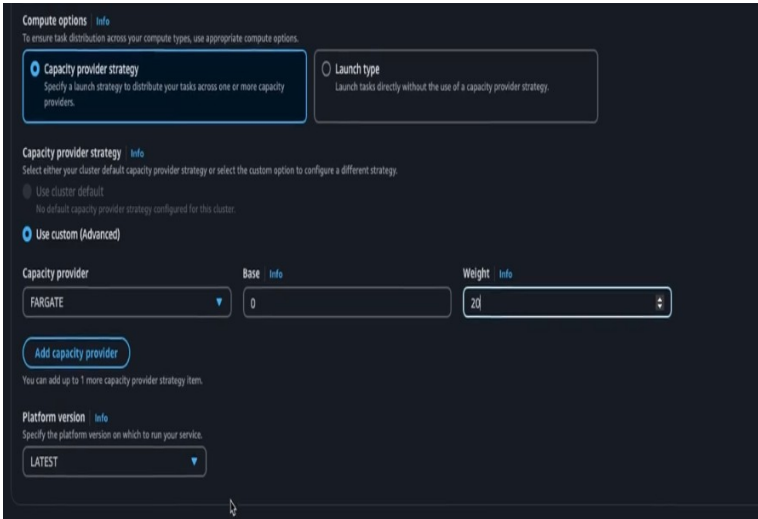 Compute options | Info
To ensure task distribution across your compute types, use appropriate compute options.
Capacity provider strategy
Specify a launch strategy to distribute your tasks across one or more capacity
providers.
Launch type
Launch tasks directly without the use of a capacity provider strategy.
Capacity provider strategy | Info
Select either your cluster default capacity provider strategy or select the custom option to configure a different strategy.
Use cluster default
No default capacity provider strategy configured for this cluster.
Use custom (Advanced)
Capacity provider
Base | Info
Weight | Info
FARGATE
0
20
Add capacity provider
You can add up to 1 more capacity provider strategy item.
Platform version | Info
Specify the platform version on which to run your service.
LATEST